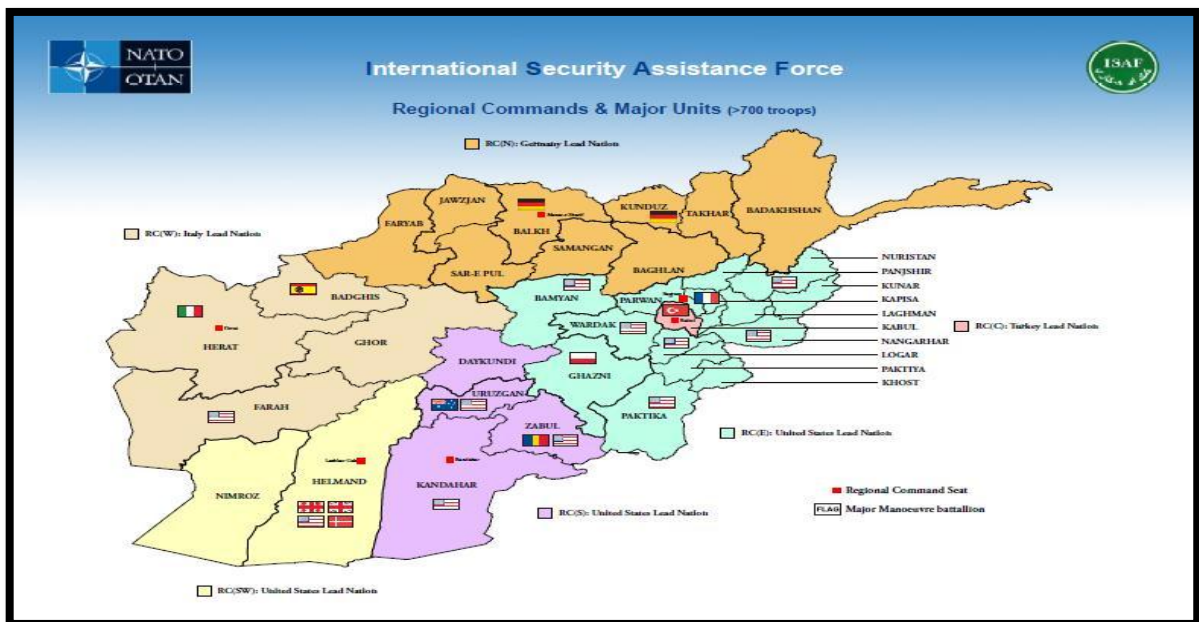 NATO
OTAN
International Security Assistance Force
ISAF
Regional Commands & Major Units (>700 troops)
RC(N): Germany Lead Nation
JAWZJAN
KUNDUZ
TAKHAR
BADAKHSHAN
FARYAB
BALKH
RC(W): Italy Lead Nation
SAMANGAN
SAR-E PUL
BAGHLAN
NURISTAN
PANJSHIR
KUNAR
KAPISA
LAGHMAN
KABUL
RC(C): Turkey Lead Nation
NANGARHAR
LOGAR
PAKTIYA
KHOST
BADGHIS
BAMYAN
PARWAN
WARDAK
HERAT
GHOR
DAYKUNDI
GHAZNI
URUZGAN
FARAH
PAKTIKA
ZABUL
RC(E): United States Lead Nation
NIMROZ
HELMAND
KANDAHAR
Regional Command Seat
RC(S): United States Lead Nation
FLAG Major Manoeuvre battallion
RC(SW): United States Lead Nation